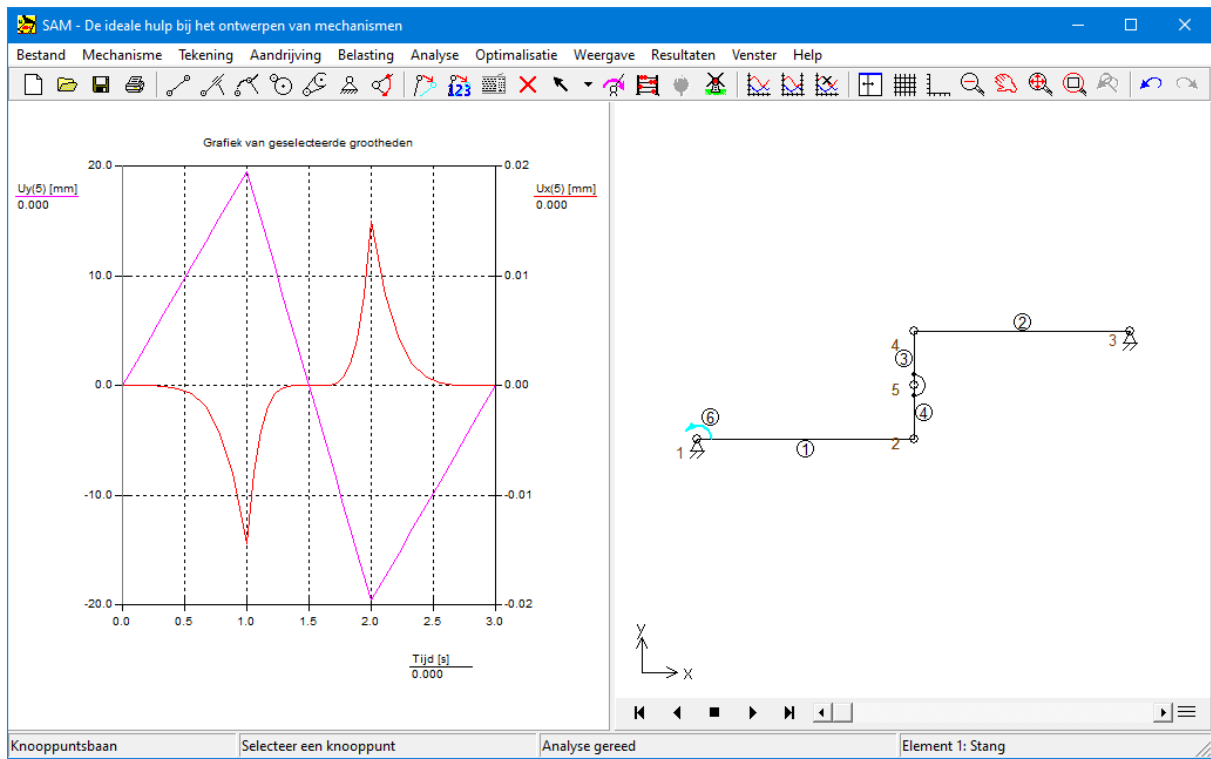 SAM - De ideale hulp bij het ontwerpen van mechanismen
Bestand Mechanisme Tekening Aandrijving Belasting Analyse Optimalisatie Weergave Resultaten Venster Help
123
Grafiek van geselecteerde grootheden
20.0 0.02
Uy(5) [mm] Ux(5) [mm]
0.000 0.000
10.0 0.01
0.0 0.00
-10.0 -0.01
-20.0 -0.02
0.0 0.5 1.0 1.5 2.0 2.5 3.0
Tijd [s]
0.000
2
4 3
3
5
6 4
1 1 2
y
x
Knooppuntsbaan Selecteer een knooppunt Analyse gereed Element 1: Stang